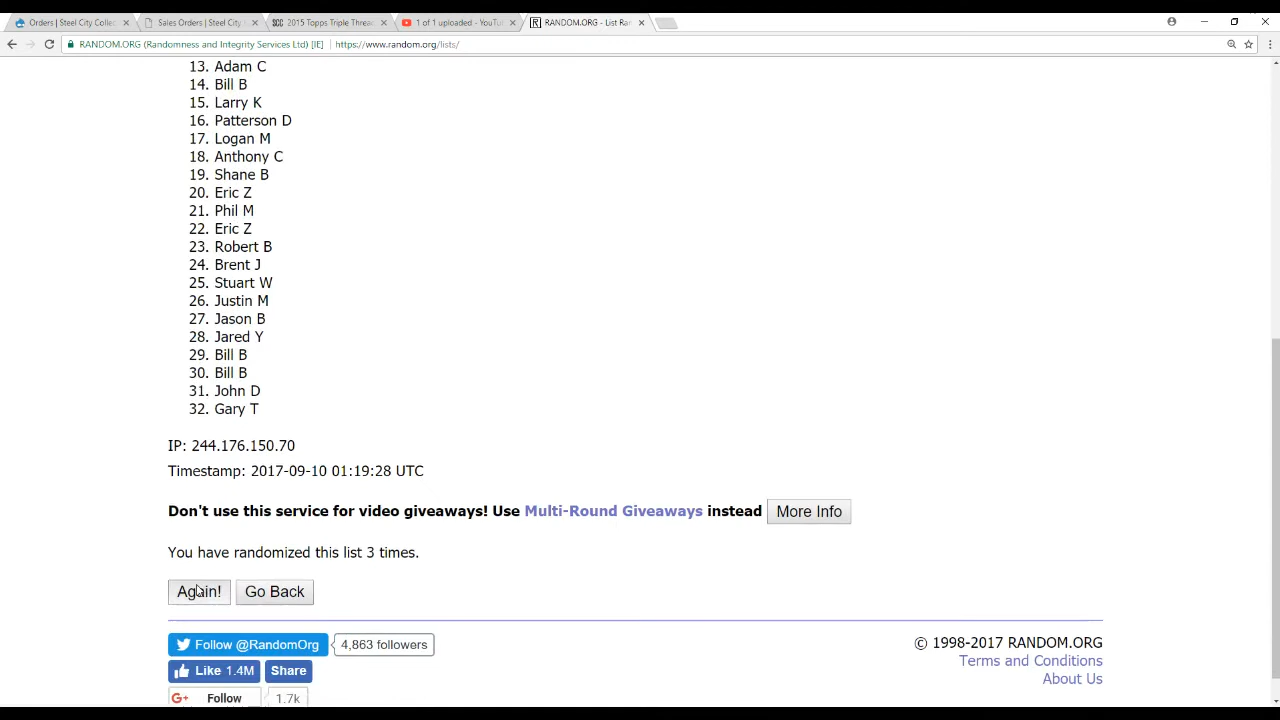 Orders | Steel City Collec
Sales Orders | Steel City
2015 Topps Triple Thread
1 of 1 uploaded - YouTu
RANDOM.ORG - List Ran
RANDOM.ORG (Randomness and Integrity Services Ltd) [IE] https://www.random.org/lists/
13. Adam C
14. Bill B
15. Larry K
16. Patterson D
17. Logan M
18. Anthony C
19. Shane B
20. Eric Z
21. Phil M
22. Eric Z
23. Robert B
24. Brent J
25. Stuart W
26. Justin M
27. Jason B
28. Jared Y
29. Bill B
30. Bill B
31. John D
32. Gary T
IP: 244.176.150.70
Timestamp: 2017-09-10 01:19:28 UTC
Don't use this service for video giveaways! Use Multi-Round Giveaways instead More Info
You have randomized this list 3 times.
Again! Go Back
Follow @RandomOrg 4,863 followers
Like 1.4M Share
G+ Follow 1.7k
© 1998-2017 RANDOM.ORG
Terms and Conditions
About Us